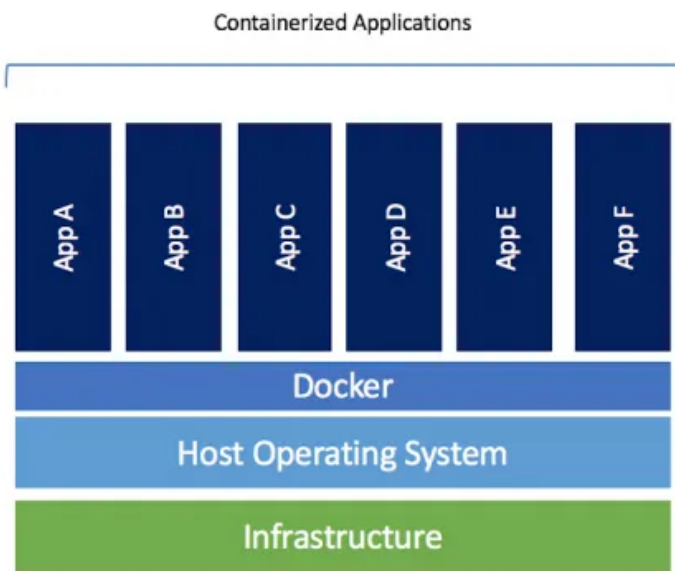 Containerized Applications
App A
App B
App C
App D
App E
App F
Docker
Host Operating System
Infrastructure